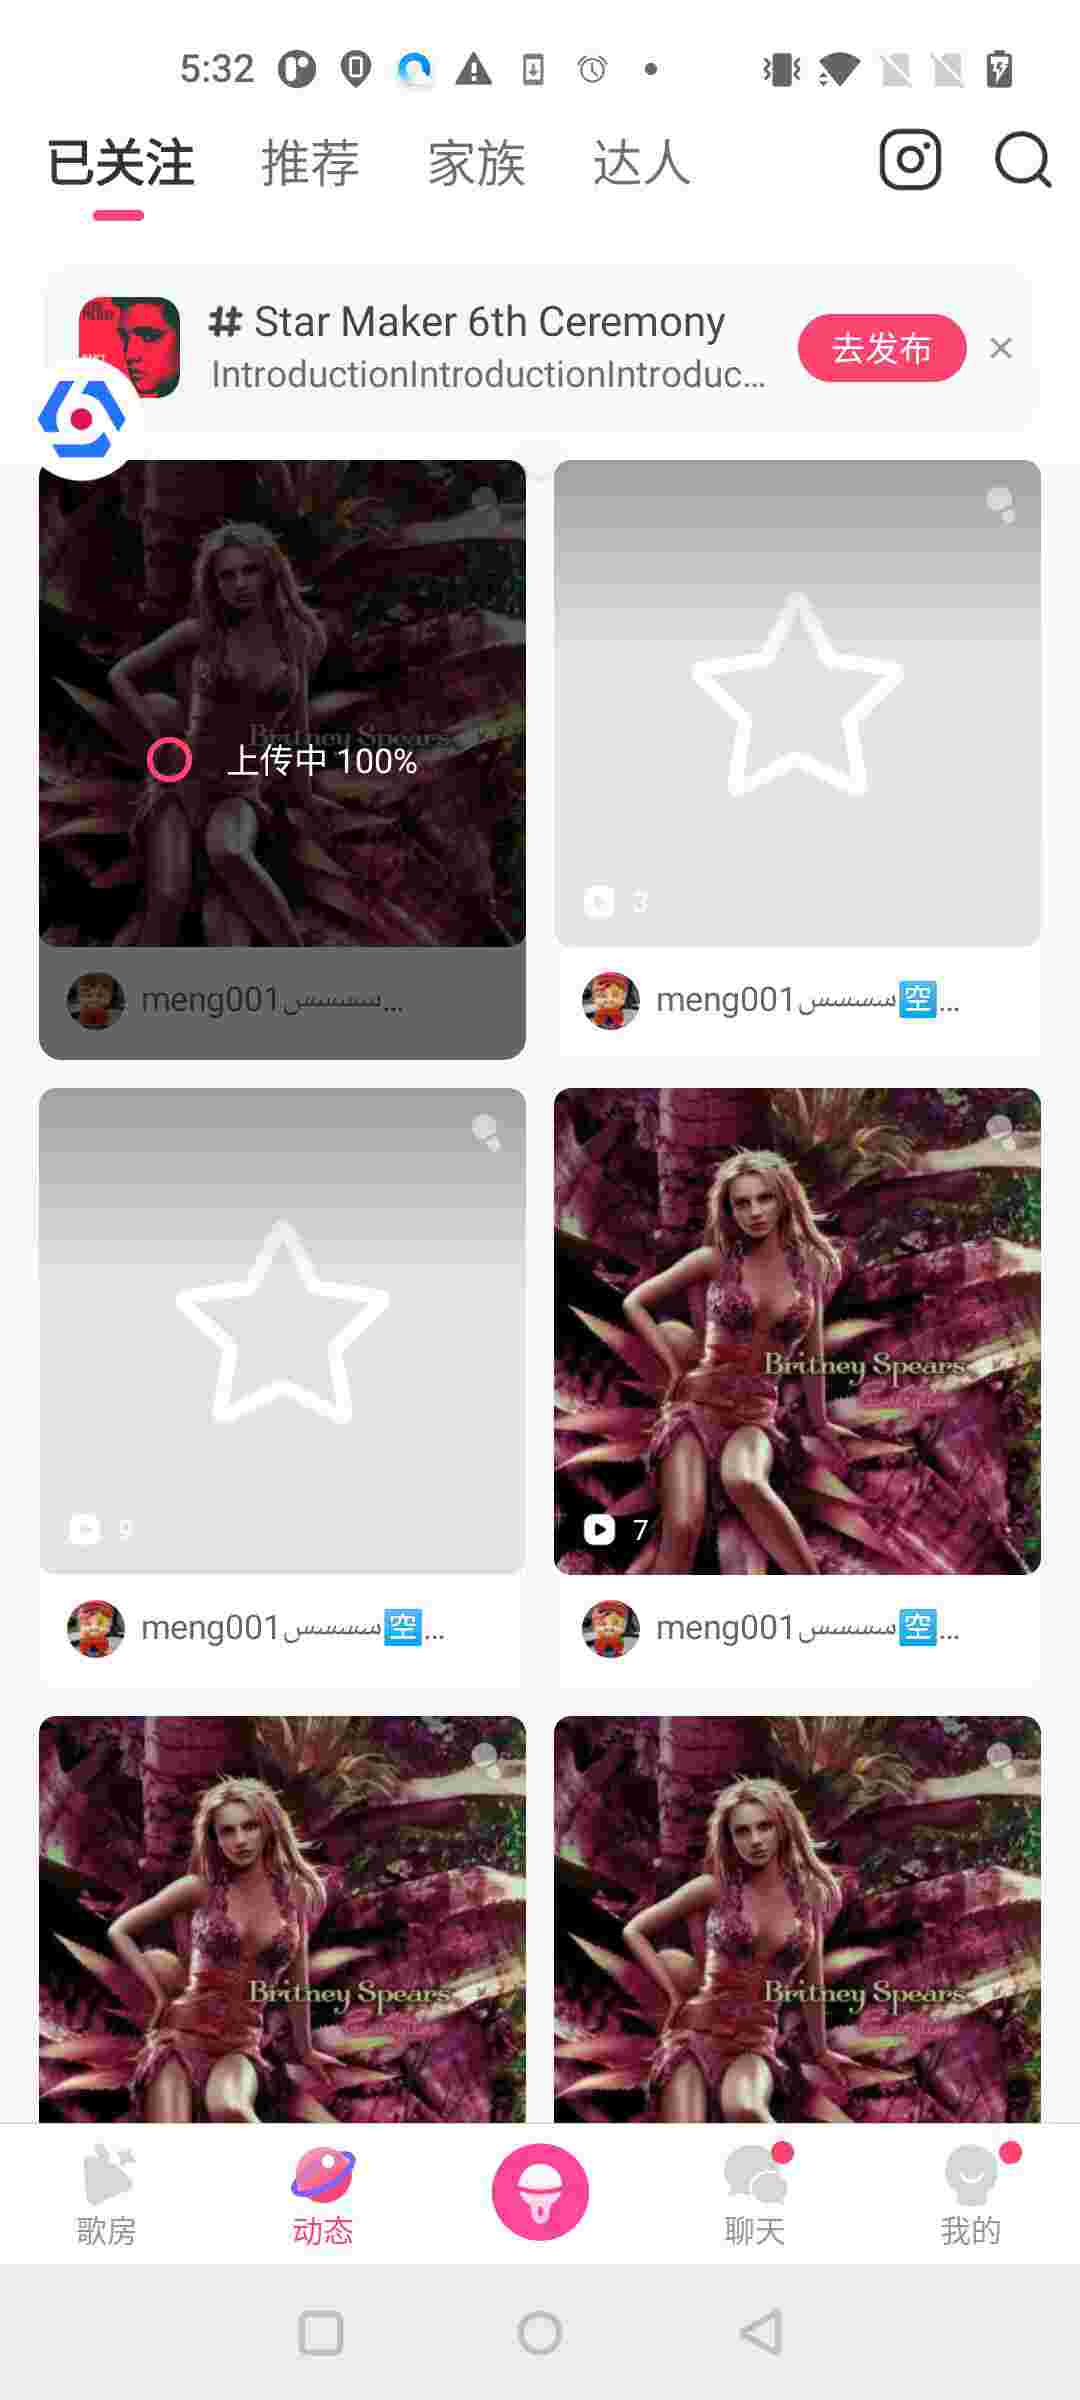 5:32
已关注 推荐 家族 达人
# Star Maker 6th Ceremony
IntroductionIntroductionIntroduc...
去发布
Britney Spears
上传中 100%
3
meng001سسسسس...
meng001سسسسس🈳...
Britney Spears
9
7
meng001سسسسس🈳...
meng001سسسسس🈳...
Britney Spears
Britney Spears
歌房 动态 聊天 我的